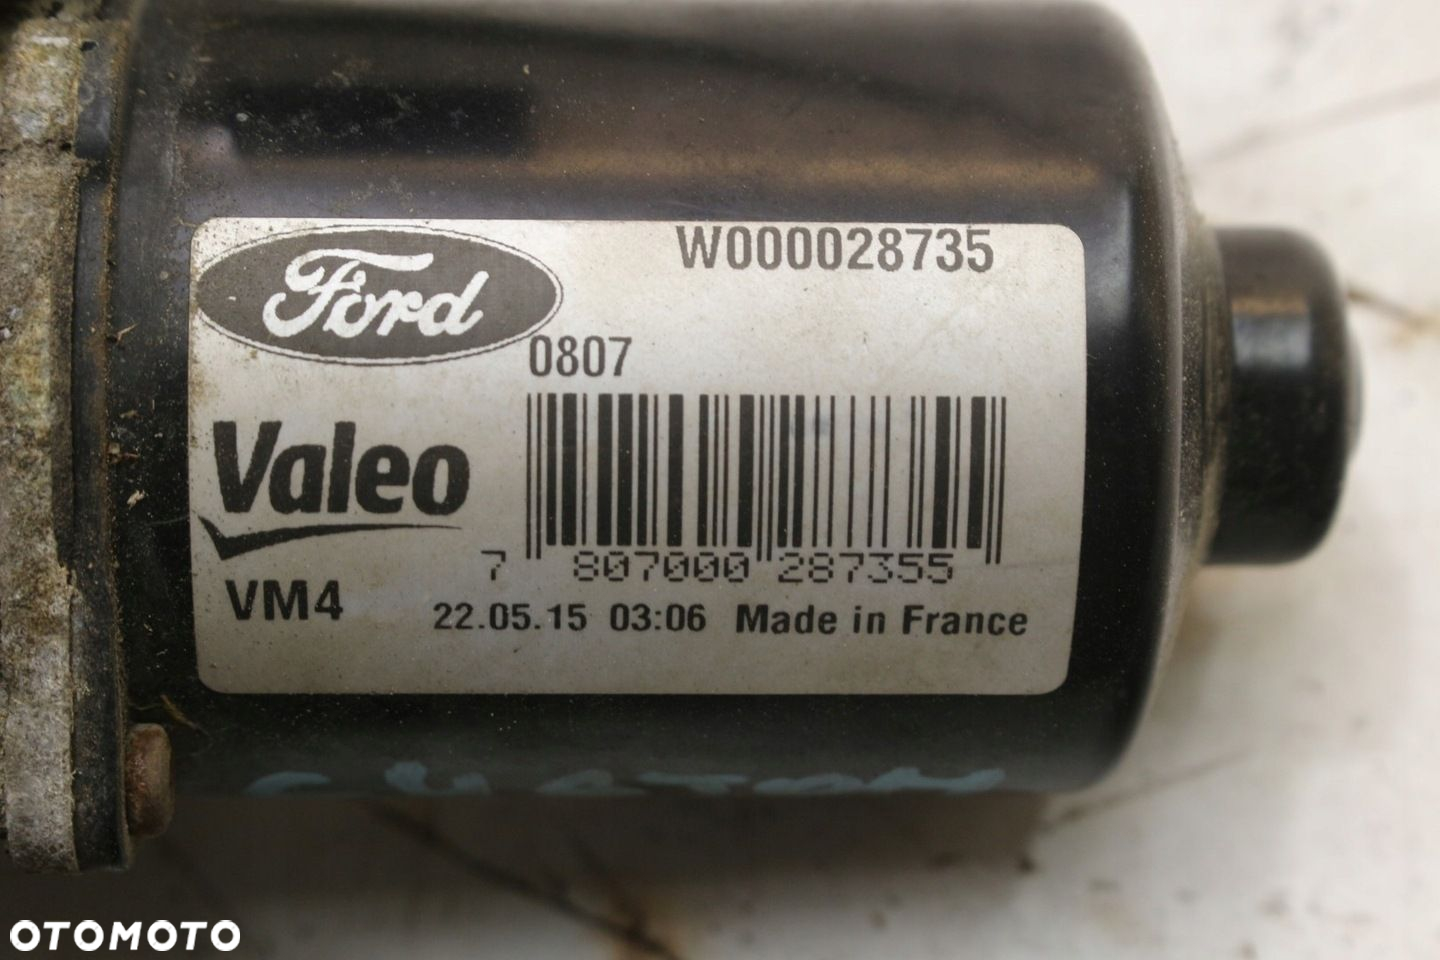 W000028735
Ford
0807
Valeo
7 807000 287355
VM4
22.05.15 03:06 Made in France
OTOMOTO